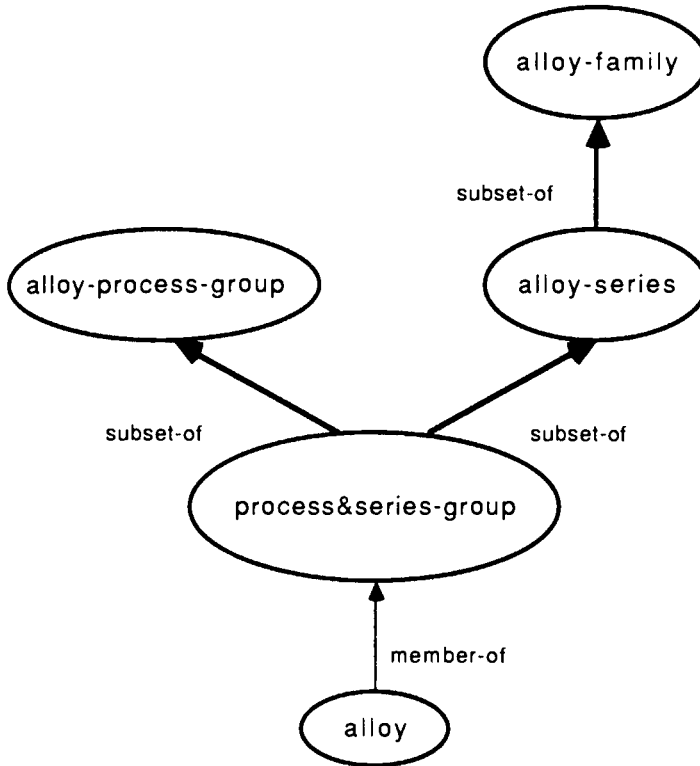 alloy-family
subset-of
alloy-process-group
alloy-series
subset-of
subset-of
process&series-group
member-of
alloy